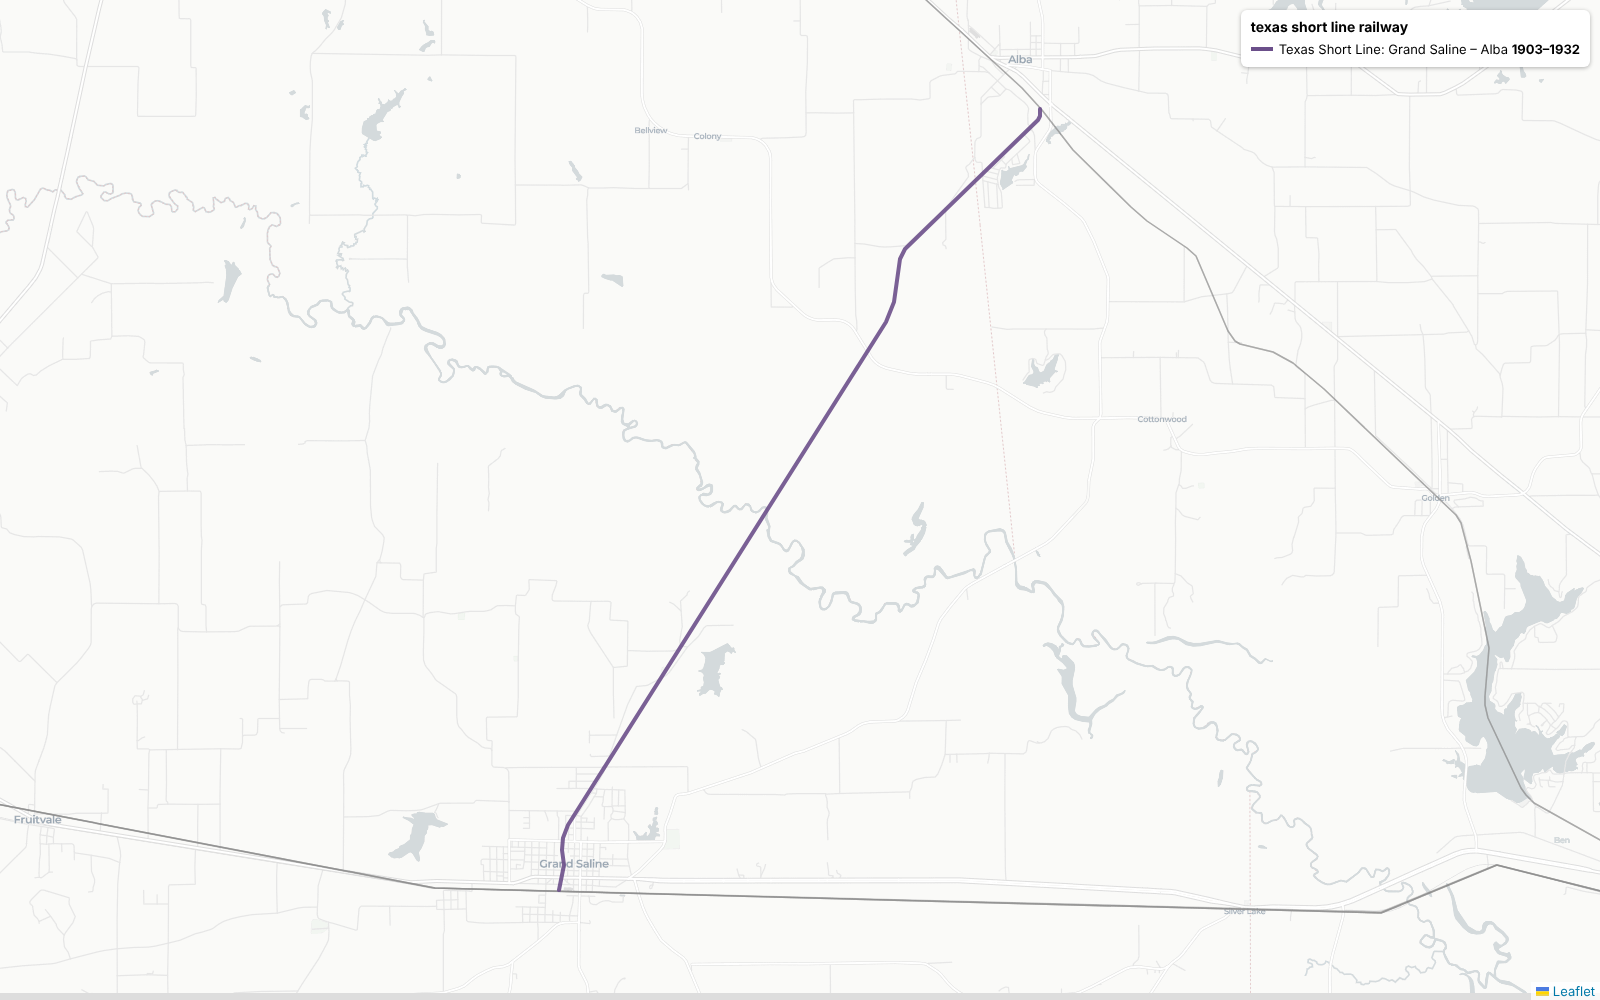 texas short line railway
Texas Short Line: Grand Saline – Alba 1903–1932
Alba
Bellview
Colony
Cottonwood
Golden
Fruitvale
Grand Saline
Ben
Silver Lake
Leaflet